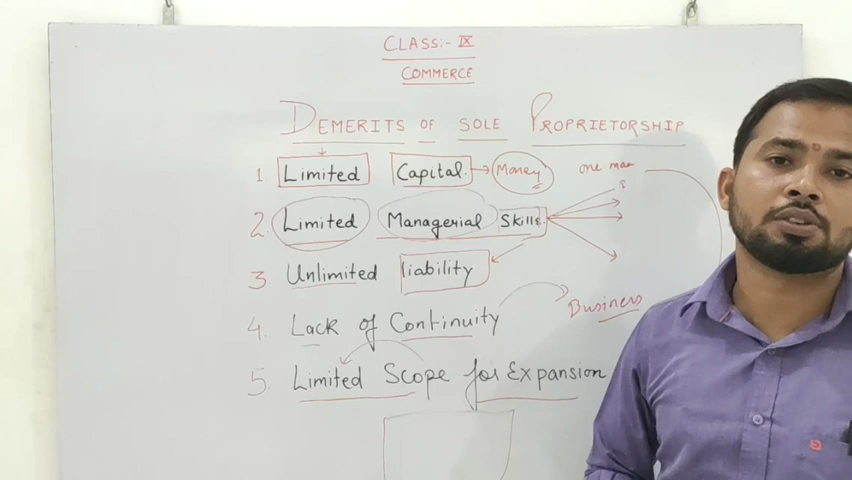 CLASS:- IX
COMMERCE
DEMERITS OF SOLE PROPRIETORSHIP
1. Limited Capital. → Money one man
2. Limited Managerial Skills.
3 Unlimited liability
4. Lack of Continuity Business
5. Limited Scope for Expansion